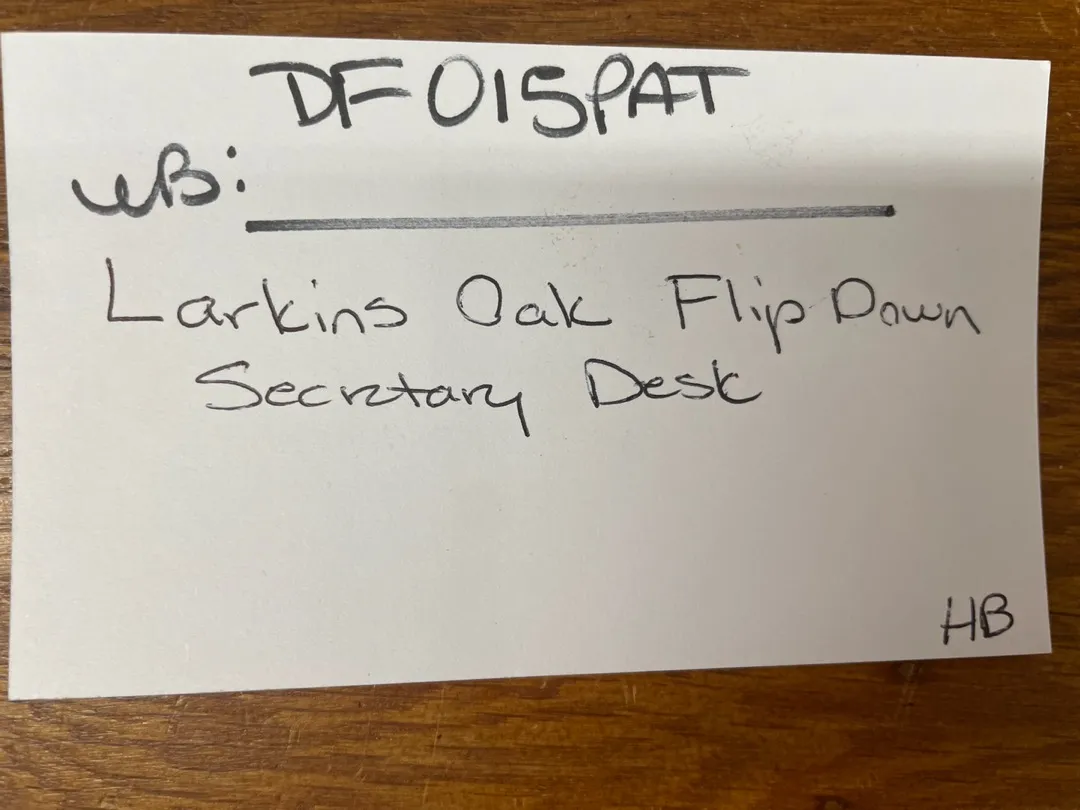 DF015PAT
WB:
Larkins Oak Flip Down
Secretary Desk
HB